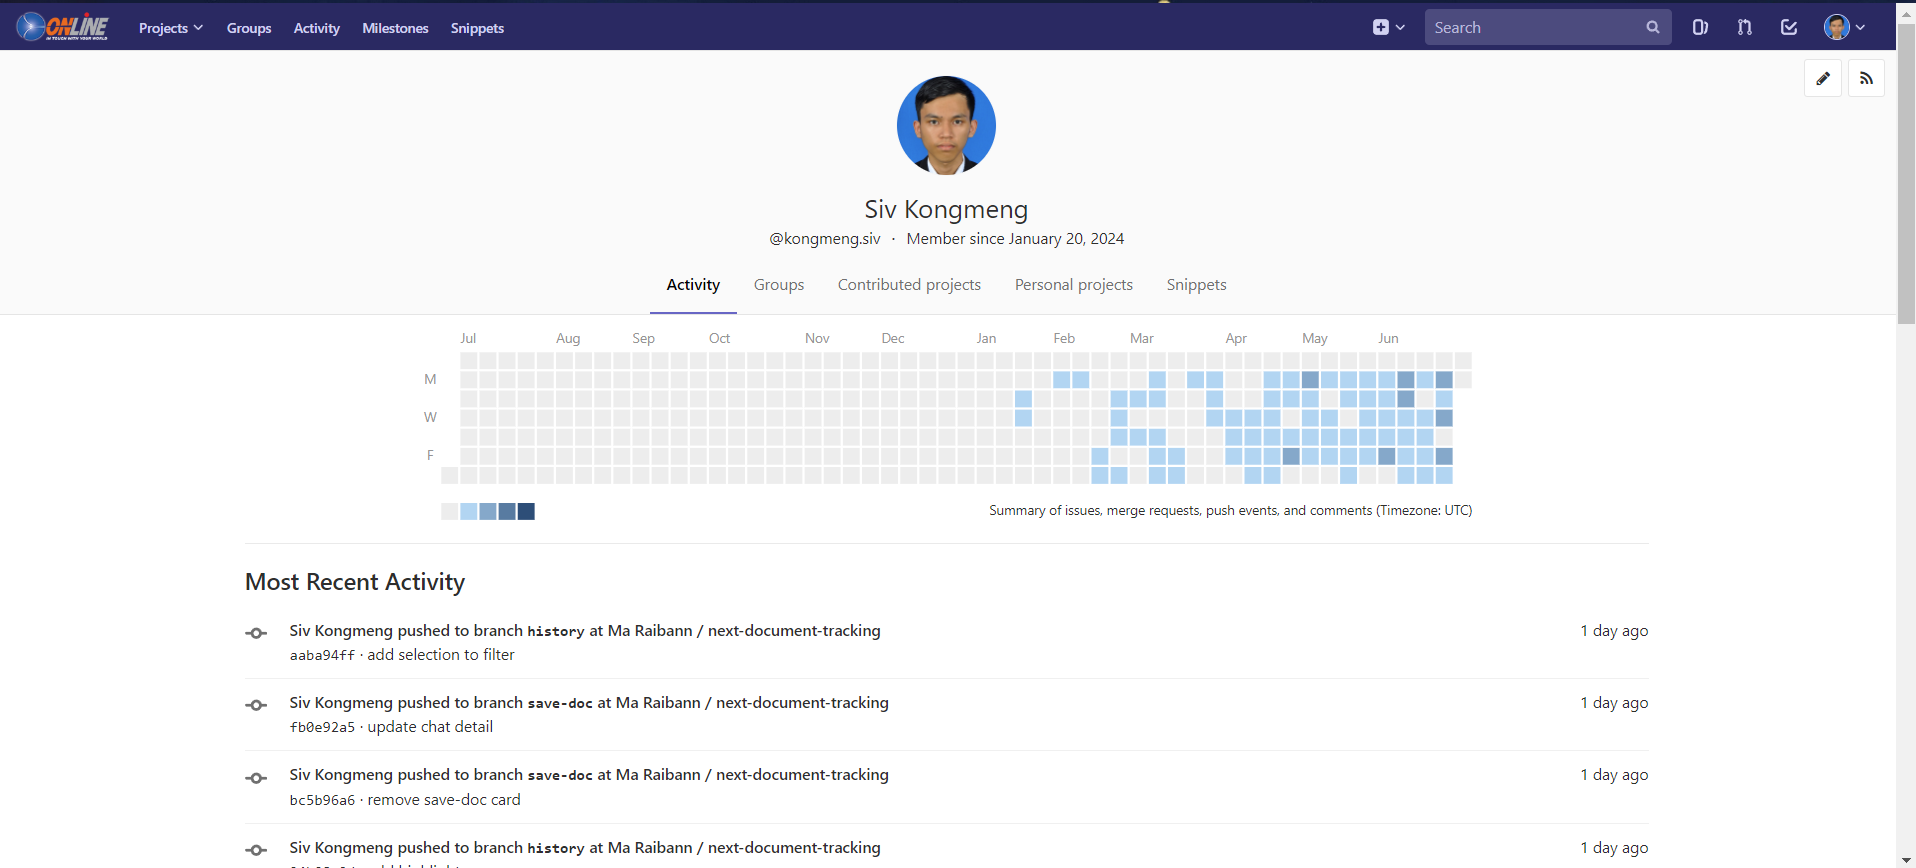 ONLINE
IN TOUCH WITH YOUR WORLD
Projects Groups Activity Milestones Snippets Search
Siv Kongmeng
@kongmeng.siv · Member since January 20, 2024
Activity Groups Contributed projects Personal projects Snippets
Jul Aug Sep Oct Nov Dec Jan Feb Mar Apr May Jun
M
W
F
Summary of issues, merge requests, push events, and comments (Timezone: UTC)
Most Recent Activity
Siv Kongmeng pushed to branch history at Ma Raibann / next-document-tracking 1 day ago
aaba94ff · add selection to filter
Siv Kongmeng pushed to branch save-doc at Ma Raibann / next-document-tracking 1 day ago
fb0e92a5 · update chat detail
Siv Kongmeng pushed to branch save-doc at Ma Raibann / next-document-tracking 1 day ago
bc5b96a6 · remove save-doc card
Siv Kongmeng pushed to branch history at Ma Raibann / next-document-tracking 1 day ago